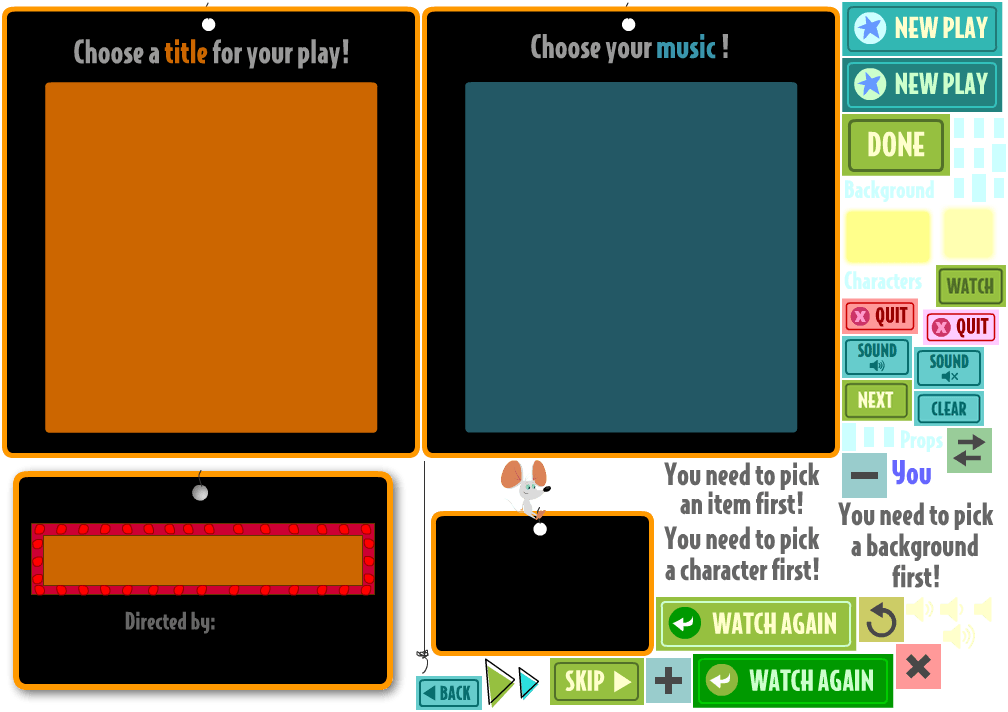 Choose a title for your play!
Choose your music !
NEW PLAY
NEW PLAY
DONE
Background
Characters
WATCH
QUIT
QUIT
SOUND
SOUND
NEXT
CLEAR
Props
You
You need to pick
an item first!
You need to pick
a character first!
You need to pick
a background
first!
Directed by:
WATCH AGAIN
BACK
SKIP
WATCH AGAIN